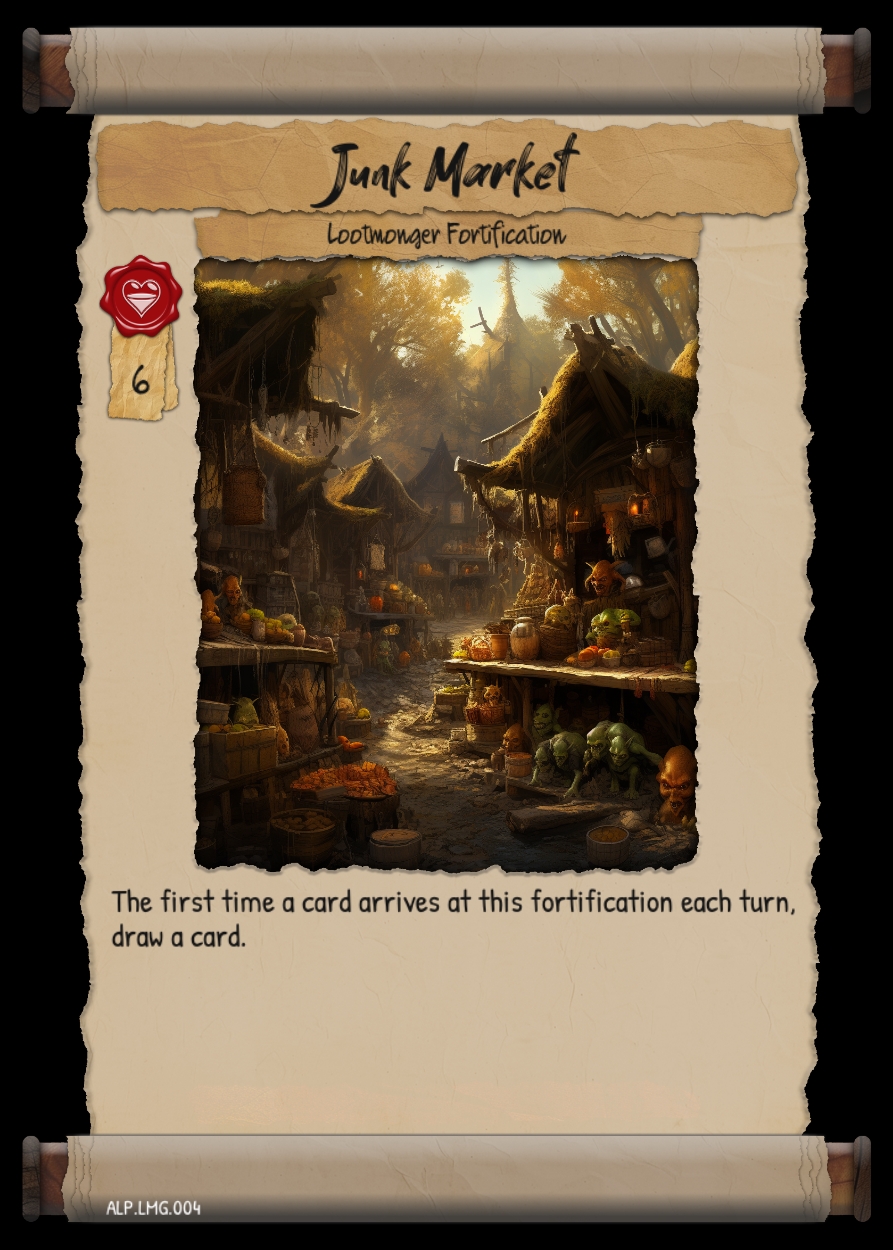 Junk Market
Lootmonger Fortification
6
The first time a card arrives at this fortification each turn,
draw a card.
ALP.LMG.004